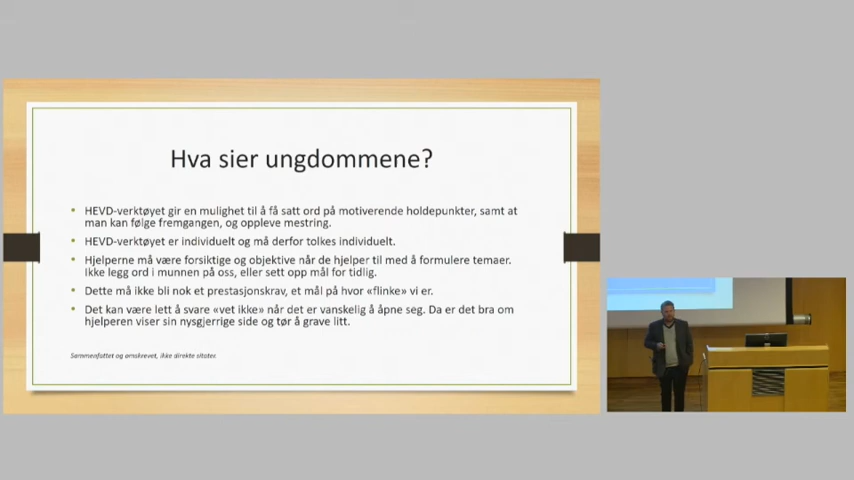 Hva sier ungdommene?
HEVD-verktøyet gir en mulighet til å få satt ord på motiverende holdepunkter, samt at
man kan følge fremgangen, og oppleve mestring.
HEVD-verktøyet er individuelt og må derfor tolkes individuelt.
Hjelperne må være forsiktige og objektive når de hjelper til med å formulere temaer.
Ikke legg ord i munnen på oss, eller sett opp mål for tidlig.
Dette må ikke bli nok et prestasjonskrav, et mål på hvor «flinke» vi er.
Det kan være lett å svare «vet ikke» når det er vanskelig å åpne seg. Da er det bra om
hjelperen viser sin nysgjerrige side og tør å grave litt.
Sammenfattet og omskrevet, ikke direkte sitater.